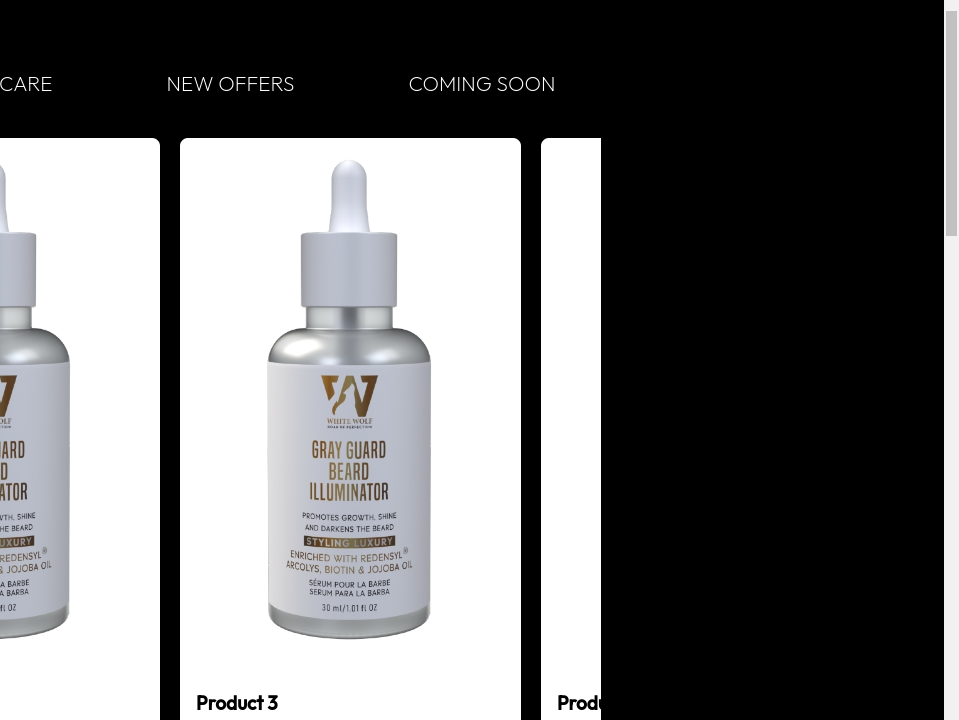 CARE NEW OFFERS COMING SOON
WHITE WOLF
GRAY GUARD
BEARD
ILLUMINATOR
PROMOTES GROWTH, SHINE
AND DARKENS THE BEARD
STYLING LUXURY
ENRICHED WITH REDENSYL®
ARCOLYS, BIOTIN & JOJOBA OIL
SÉRUM POUR LA BARBE
SERUM PARA LA BARBA
30 ml/1.01 fl OZ
Product 3